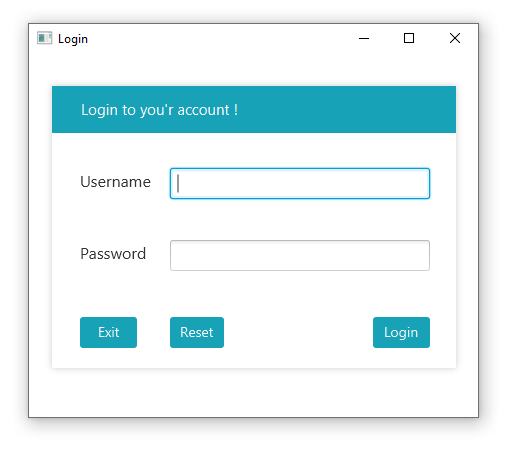 Login
Login to you'r account !
Username
Password
Exit Reset Login